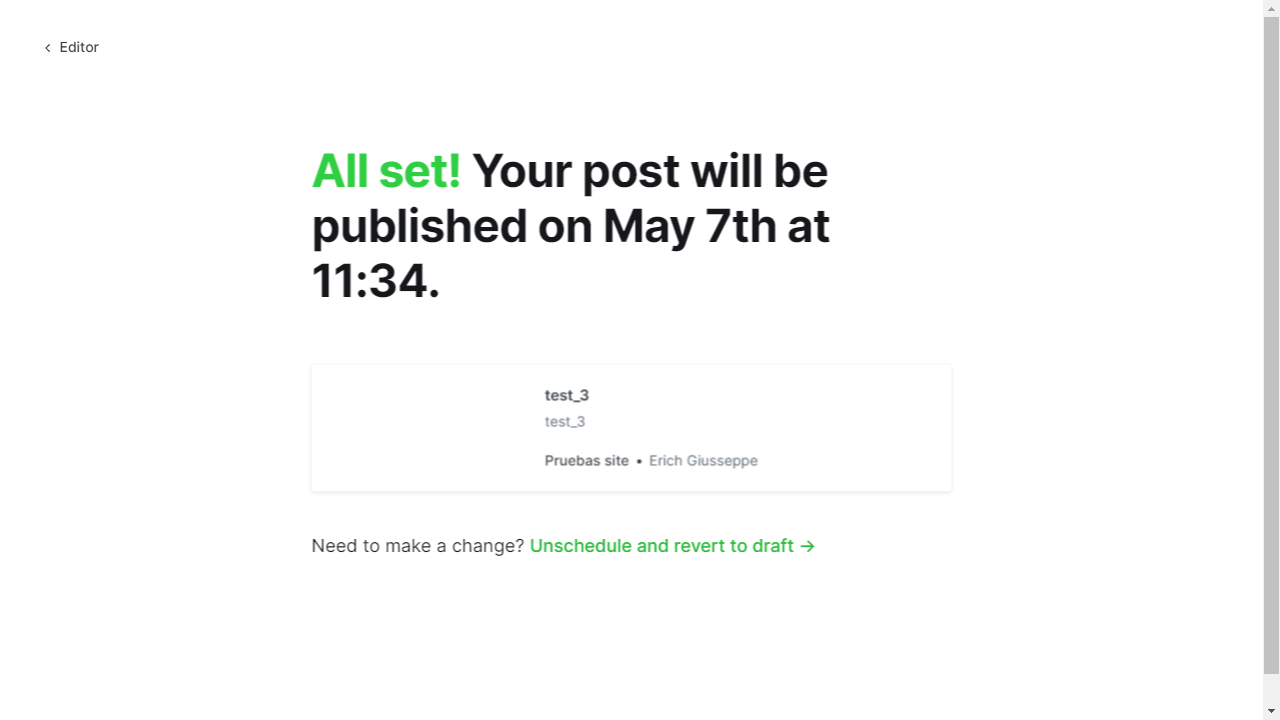 Editor
All set! Your post will be
published on May 7th at
11:34.
test_3
test_3
Pruebas site • Erich Giusseppe
Need to make a change? Unschedule and revert to draft →